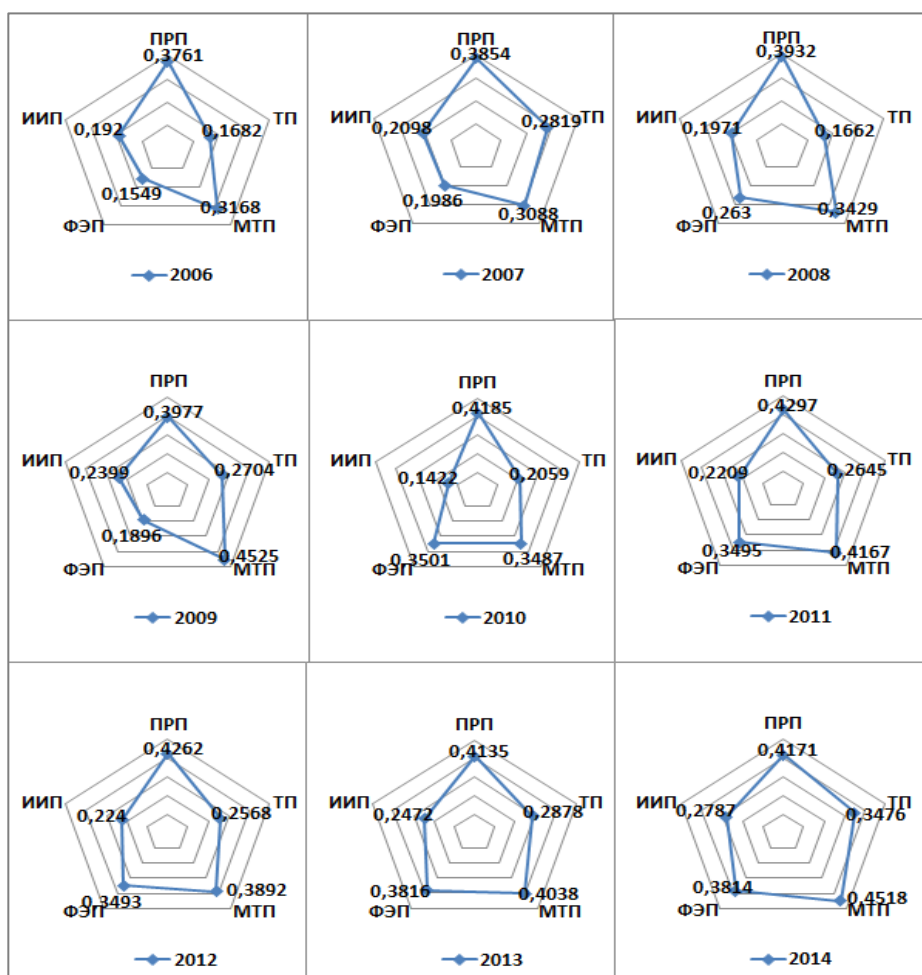 ПРП
0,3761
ИИП
ТП
0,192
0,1682
0,1549
0,3168
ФЭП
МТП
2006
ПРП
0,3854
ИИП
ТП
0,2098
0,2819
0,1986
0,3088
ФЭП
МТП
2007
ПРП
0,3932
ИИП
ТП
0,1971
0,1662
0,263
0,3429
ФЭП
МТП
2008
ПРП
0,3977
ИИП
ТП
0,2399
0,2704
0,1896
0,4525
ФЭП
МТП
2009
ПРП
0,4185
ИИП
ТП
0,1422
0,2059
0,3501
0,3487
ФЭП
МТП
2010
ПРП
0,4297
ИИП
ТП
0,2209
0,2645
0,3495
0,4167
ФЭП
МТП
2011
ПРП
0,4262
ИИП
ТП
0,224
0,2568
0,3493
0,3892
ФЭП
МТП
2012
ПРП
0,4135
ИИП
ТП
0,2472
0,2878
0,3816
0,4038
ФЭП
МТП
2013
ПРП
0,4171
ИИП
ТП
0,2787
0,3476
0,3814
0,4518
ФЭП
МТП
2014